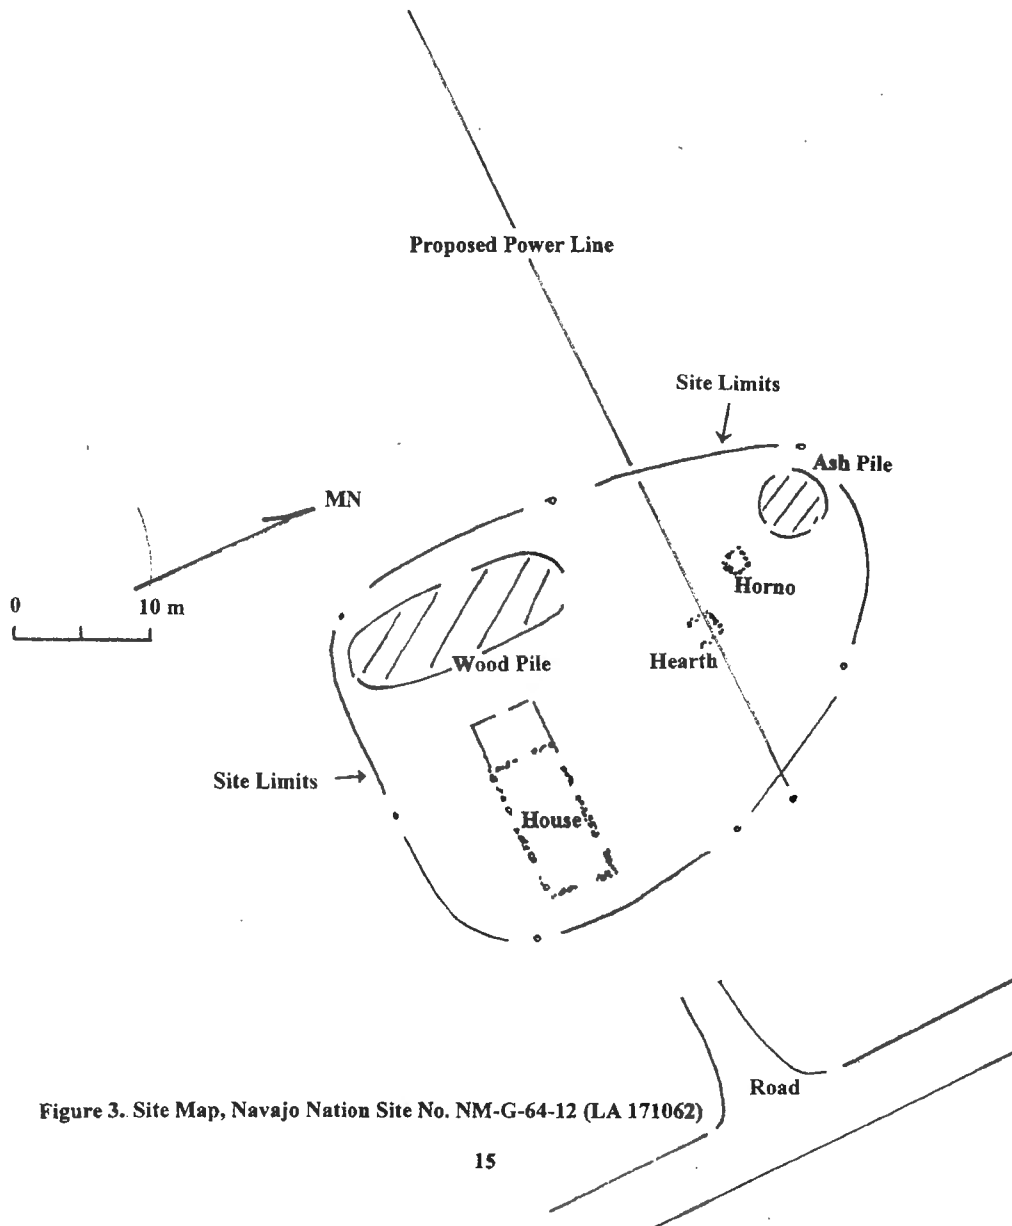 Proposed Power Line
Site Limits
Ash Pile
MN
Horno
0 10 m
Hearth
Wood Pile
Site Limits
House
Road
Figure 3. Site Map, Navajo Nation Site No. NM-G-64-12 (LA 171062)
15